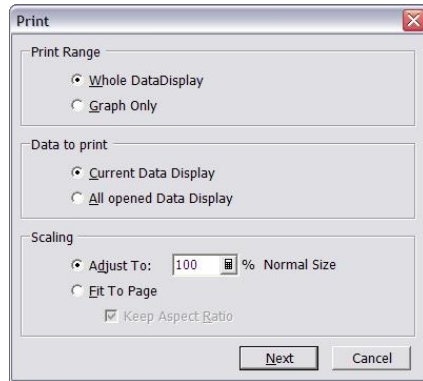 Print
Print Range
Whole DataDisplay
Graph Only
Data to print
Current Data Display
All opened Data Display
Scaling
Adjust To: 100 % Normal Size
Fit To Page
Keep Aspect Ratio
Next Cancel